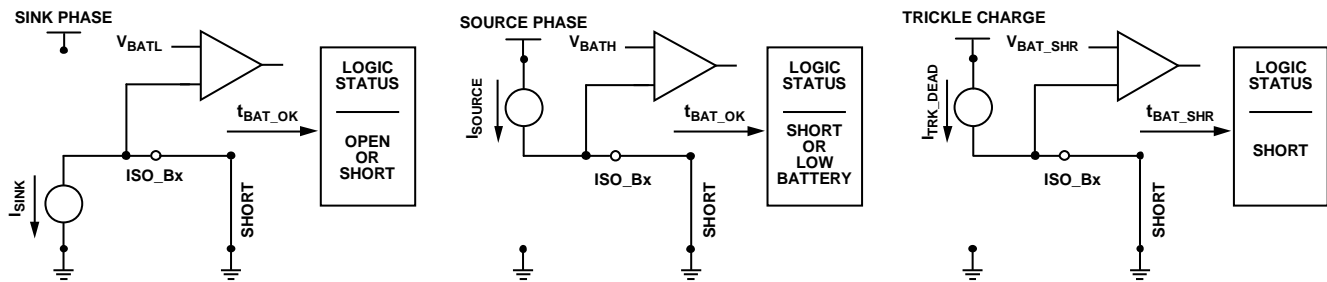 SINK PHASE
V_BATL
LOGIC
STATUS
t_BAT_OK
OPEN
OR
SHORT
ISO_Bx
I_SINK
SHORT
SOURCE PHASE
V_BATH
LOGIC
STATUS
I_SOURCE
t_BAT_OK
SHORT
OR
LOW
BATTERY
ISO_Bx
SHORT
TRICKLE CHARGE
V_BAT_SHR
LOGIC
STATUS
I_TRK_DEAD
t_BAT_SHR
SHORT
ISO_Bx
SHORT